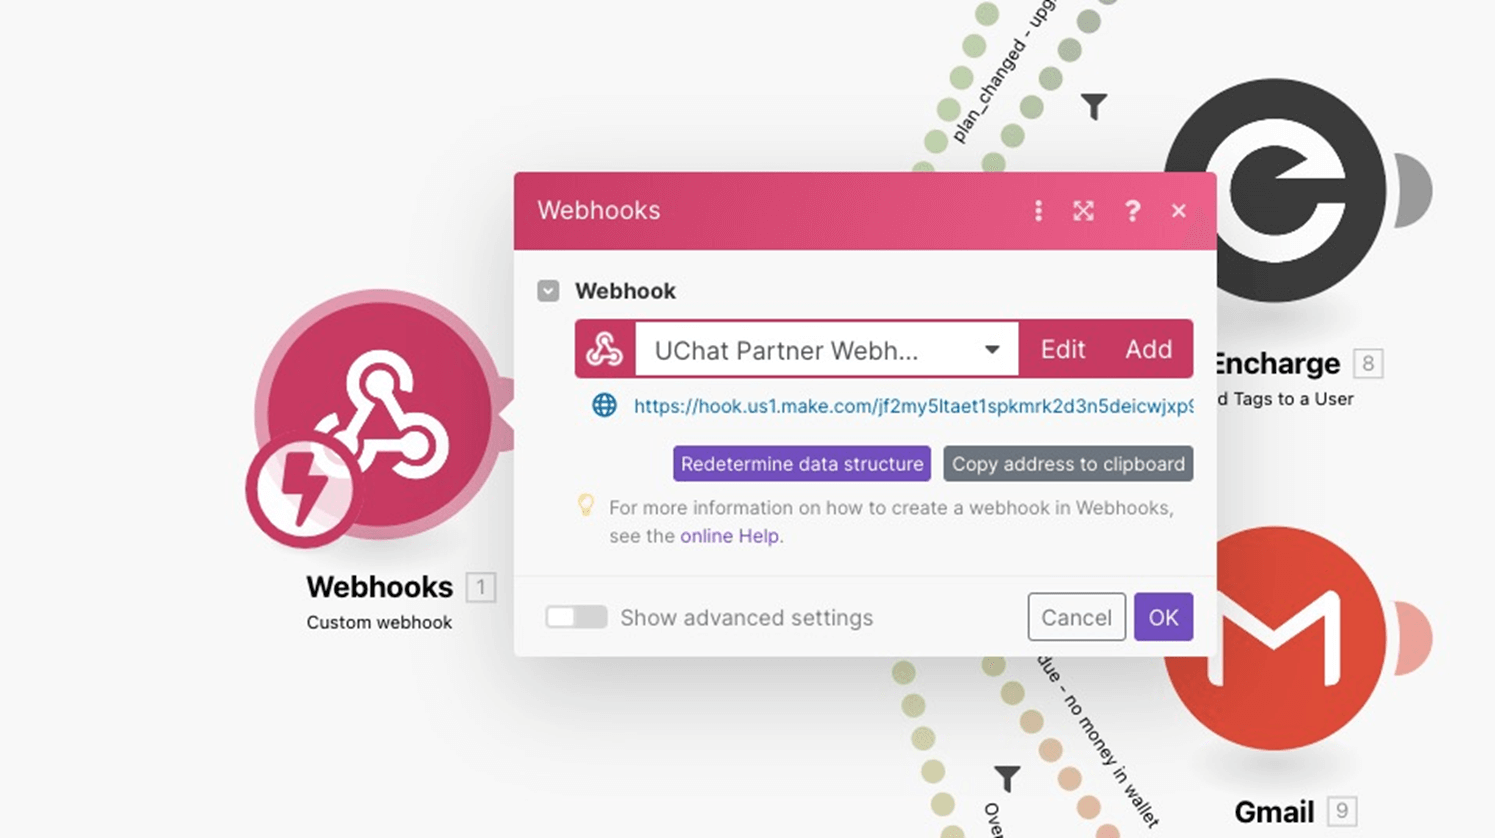 plan_changed - upg
Webhooks
?
Webhook
UChat Partner Webh...
Edit
Add
https://hook.us1.make.com/jf2my5ltaet1spkmrk2d3n5deicwjxp9
Redetermine data structure
Copy address to clipboard
For more information on how to create a webhook in Webhooks,
see the online Help.
Show advanced settings
Cancel
OK
Webhooks 1
Custom webhook
Encharge 8
d Tags to a User
due - no money in wallet
Over
Gmail 9